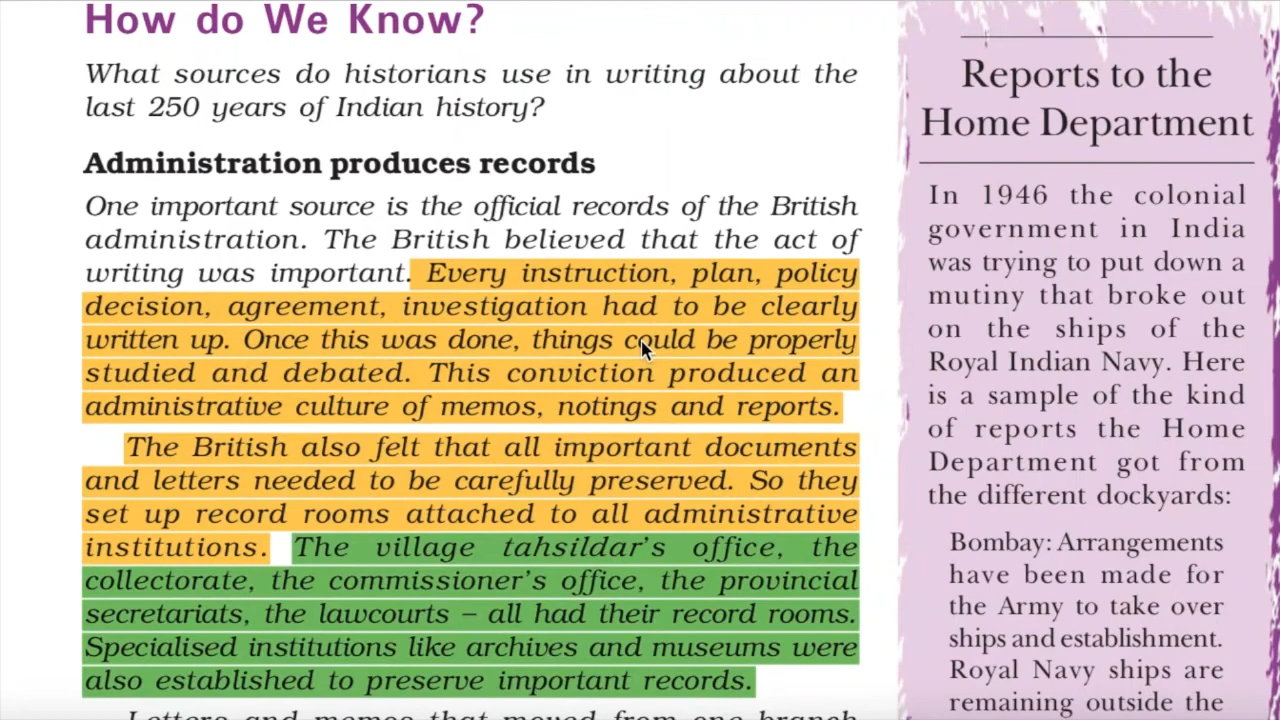 How do We Know?
What sources do historians use in writing about the
last 250 years of Indian history?
Administration produces records
One important source is the official records of the British
administration. The British believed that the act of
writing was important. Every instruction, plan, policy
decision, agreement, investigation had to be clearly
written up. Once this was done, things could be properly
studied and debated. This conviction produced an
administrative culture of memos, notings and reports.
The British also felt that all important documents
and letters needed to be carefully preserved. So they
set up record rooms attached to all administrative
institutions. The village tahsildar's office, the
collectorate, the commissioner's office, the provincial
secretariats, the lawcourts – all had their record rooms.
Specialised institutions like archives and museums were
also established to preserve important records.
Letters and memos that moved from one branch
Reports to the
Home Department
In 1946 the colonial
government in India
was trying to put down a
mutiny that broke out
on the ships of the
Royal Indian Navy. Here
is a sample of the kind
of reports the Home
Department got from
the different dockyards:
Bombay: Arrangements
have been made for
the Army to take over
ships and establishment.
Royal Navy ships are
remaining outside the